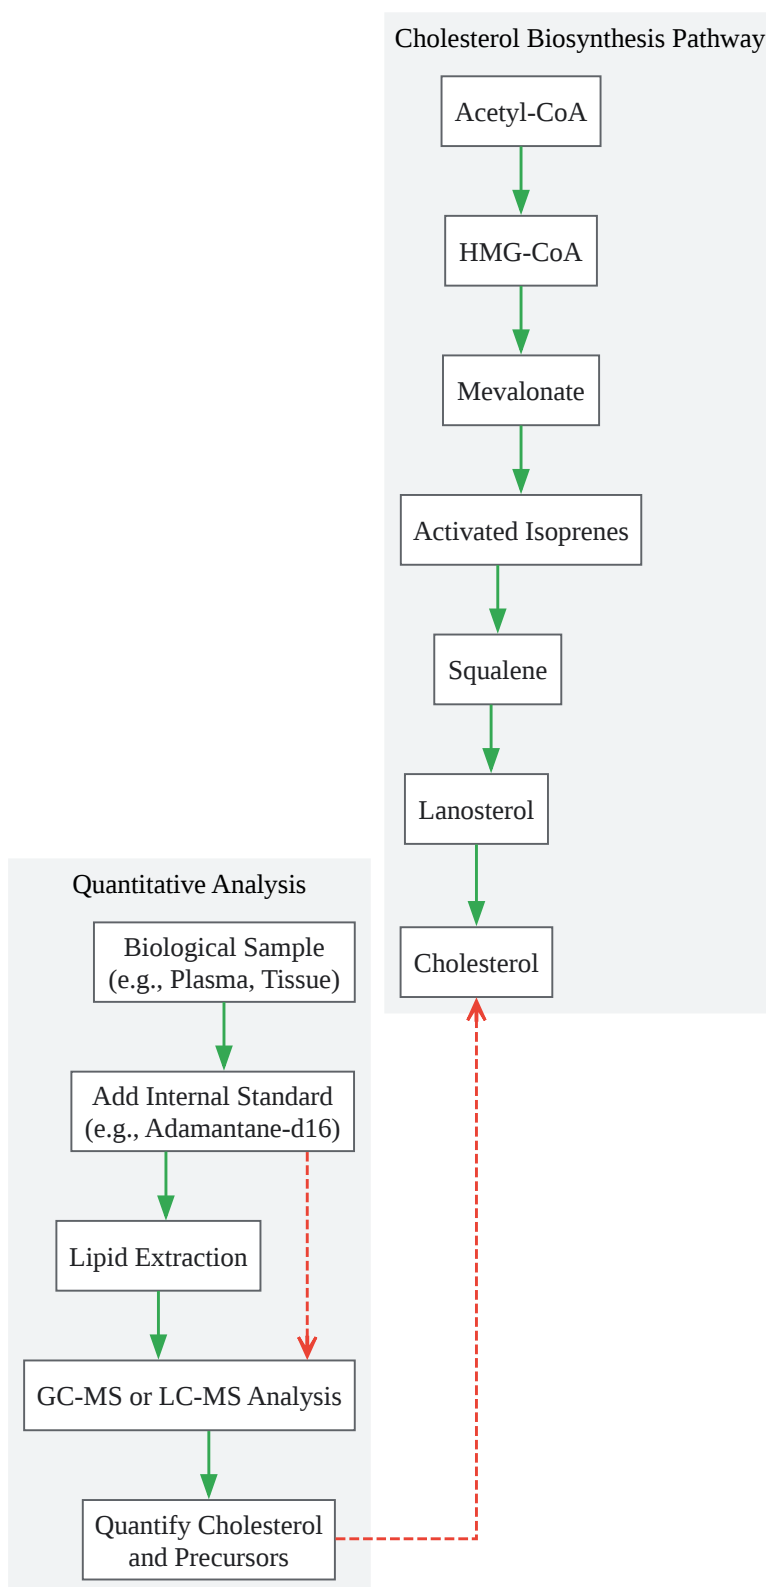 Cholesterol Biosynthesis Pathway
Acetyl-CoA
HMG-CoA
Mevalonate
Activated Isoprenes
Squalene
Lanosterol
Cholesterol
Quantitative Analysis
Biological Sample
(e.g., Plasma, Tissue)
Add Internal Standard
(e.g., Adamantane-d16)
Lipid Extraction
GC-MS or LC-MS Analysis
Quantify Cholesterol
and Precursors